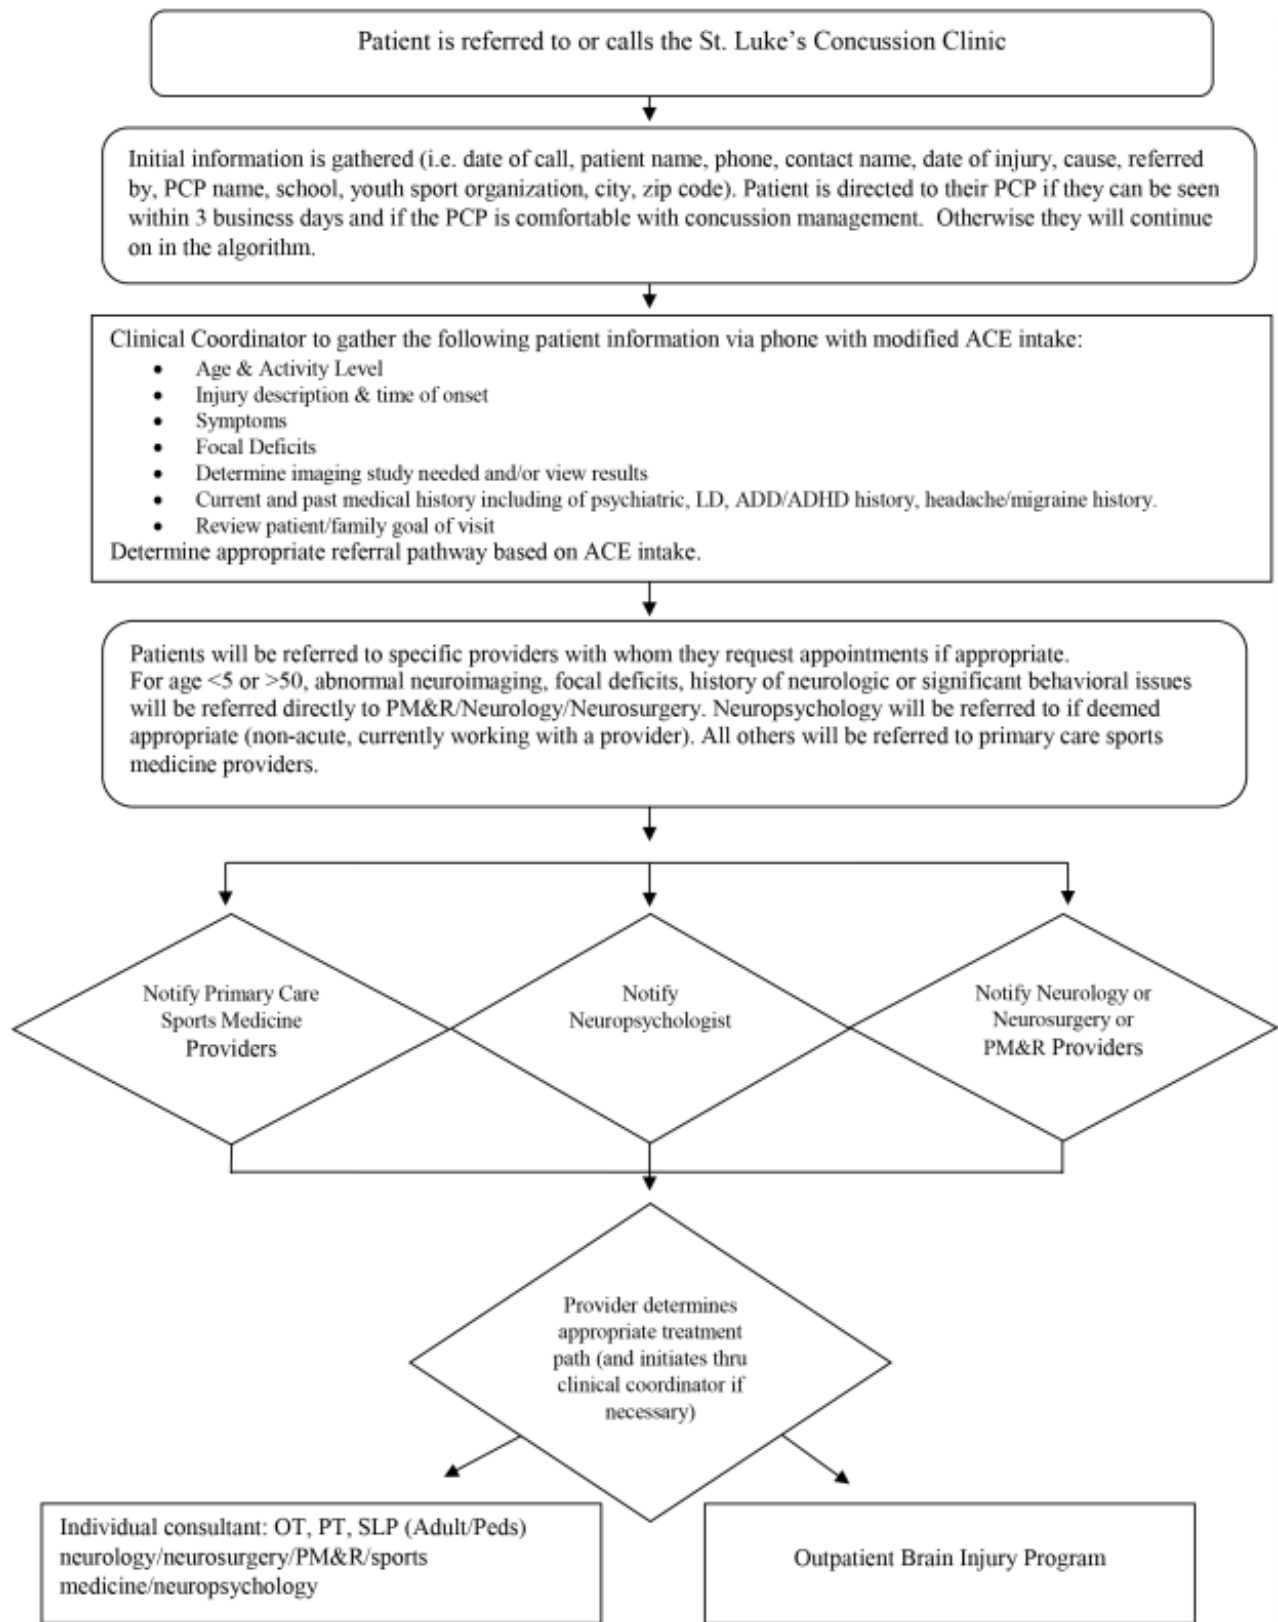 Patient is referred to or calls the St. Luke's Concussion Clinic
Initial information is gathered (i.e. date of call, patient name, phone, contact name, date of injury, cause, referred
by, PCP name, school, youth sport organization, city, zip code). Patient is directed to their PCP if they can be seen
within 3 business days and if the PCP is comfortable with concussion management.  Otherwise they will continue
on in the algorithm.
Clinical Coordinator to gather the following patient information via phone with modified ACE intake:
• Age & Activity Level
• Injury description & time of onset
• Symptoms
• Focal Deficits
• Determine imaging study needed and/or view results
• Current and past medical history including of psychiatric, LD, ADD/ADHD history, headache/migraine history.
• Review patient/family goal of visit
Determine appropriate referral pathway based on ACE intake.
Patients will be referred to specific providers with whom they request appointments if appropriate.
For age <5 or >50, abnormal neuroimaging, focal deficits, history of neurologic or significant behavioral issues
will be referred directly to PM&R/Neurology/Neurosurgery. Neuropsychology will be referred to if deemed
appropriate (non-acute, currently working with a provider). All others will be referred to primary care sports
medicine providers.
Notify Primary Care
Sports Medicine
Providers
Notify
Neuropsychologist
Notify Neurology or
Neurosurgery or
PM&R Providers
Provider determines
appropriate treatment
path (and initiates thru
clinical coordinator if
necessary)
Individual consultant: OT, PT, SLP (Adult/Peds)
neurology/neurosurgery/PM&R/sports
medicine/neuropsychology
Outpatient Brain Injury Program